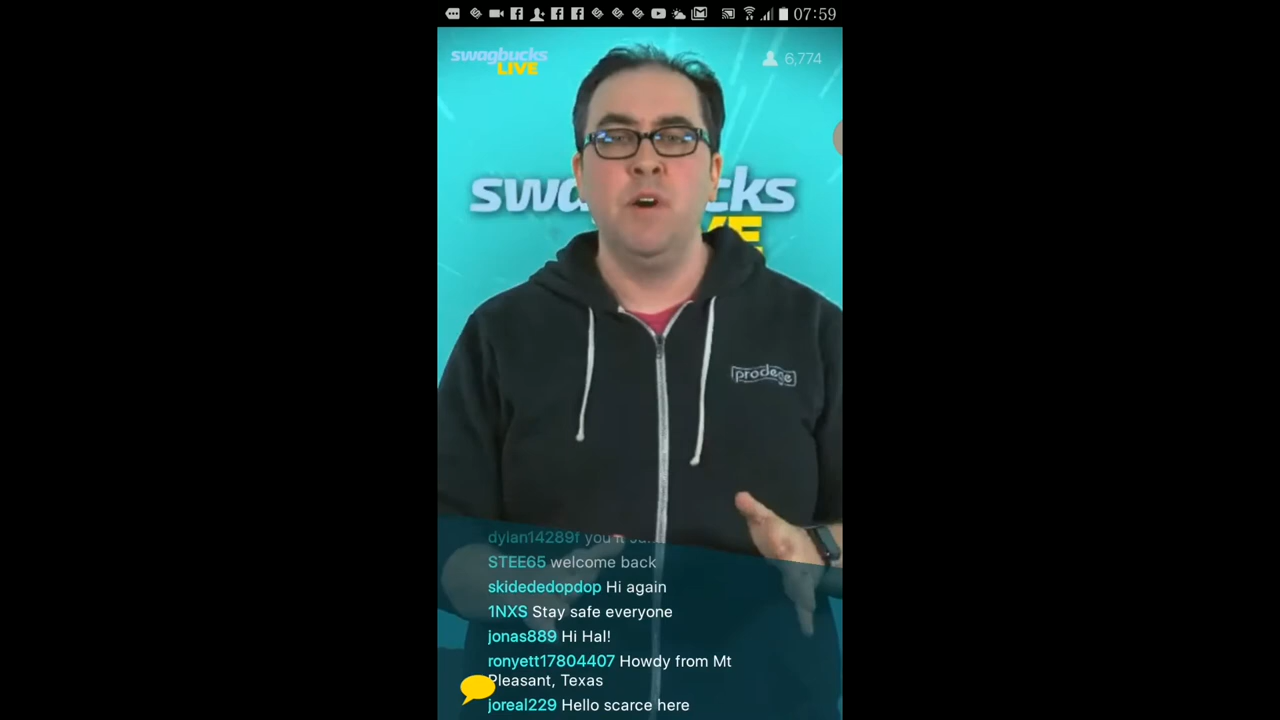 07:59
swagbucks
LIVE
6,774
prodege
dylan14289f
STEE65 welcome back
skidededopdop Hi again
1NXS Stay safe everyone
jonas889 Hi Hal!
ronyett17804407 Howdy from Mt
Pleasant, Texas
joreal229 Hello scarce here